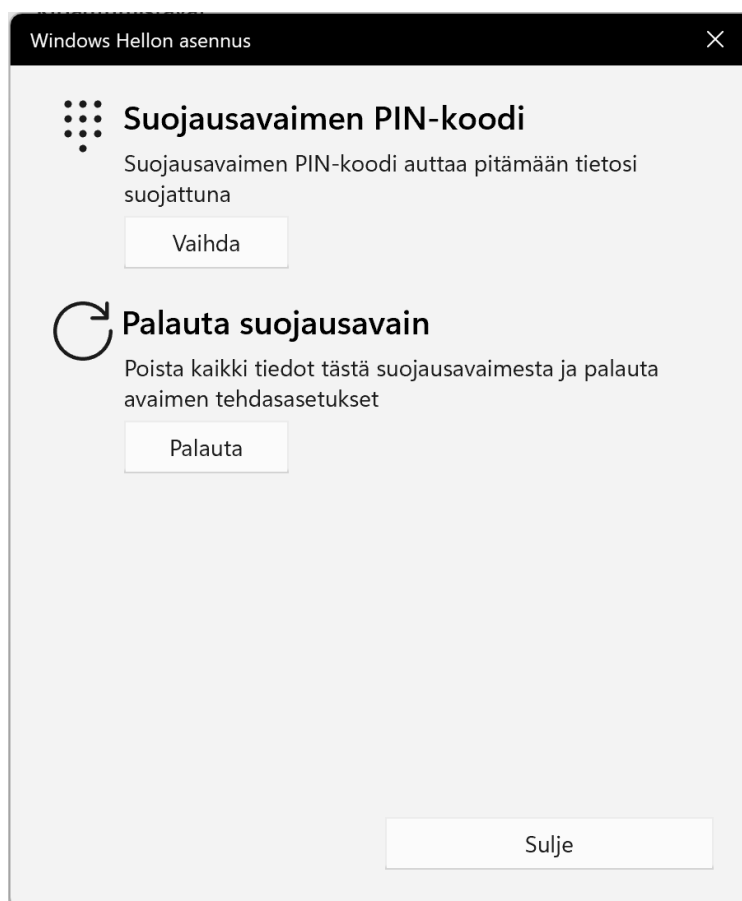 Windows Hellon asennus
Suojausavaimen PIN-koodi
Suojausavaimen PIN-koodi auttaa pitämään tietosi
suojattuna
Vaihda
Palauta suojausavain
Poista kaikki tiedot tästä suojausavaimesta ja palauta
avaimen tehdasasetukset
Palauta
Sulje